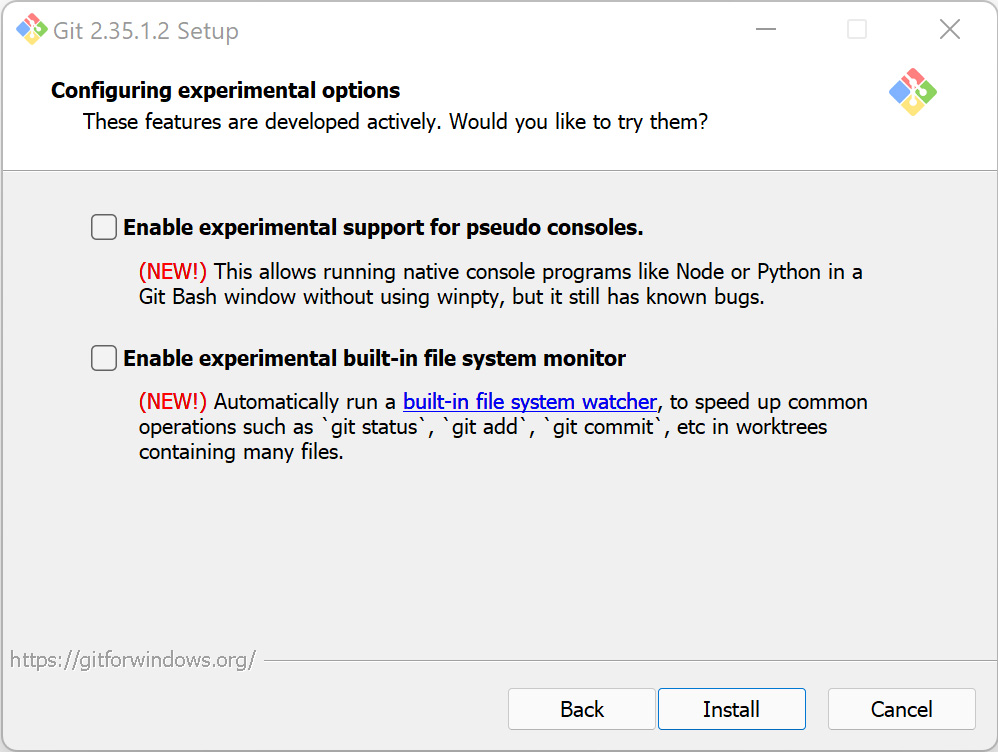 Git 2.35.1.2 Setup
Configuring experimental options
These features are developed actively. Would you like to try them?
Enable experimental support for pseudo consoles.
(NEW!) This allows running native console programs like Node or Python in a
Git Bash window without using winpty, but it still has known bugs.
Enable experimental built-in file system monitor
(NEW!) Automatically run a built-in file system watcher, to speed up common
operations such as `git status`, `git add`, `git commit`, etc in worktrees
containing many files.
https://gitforwindows.org/
Back Install Cancel